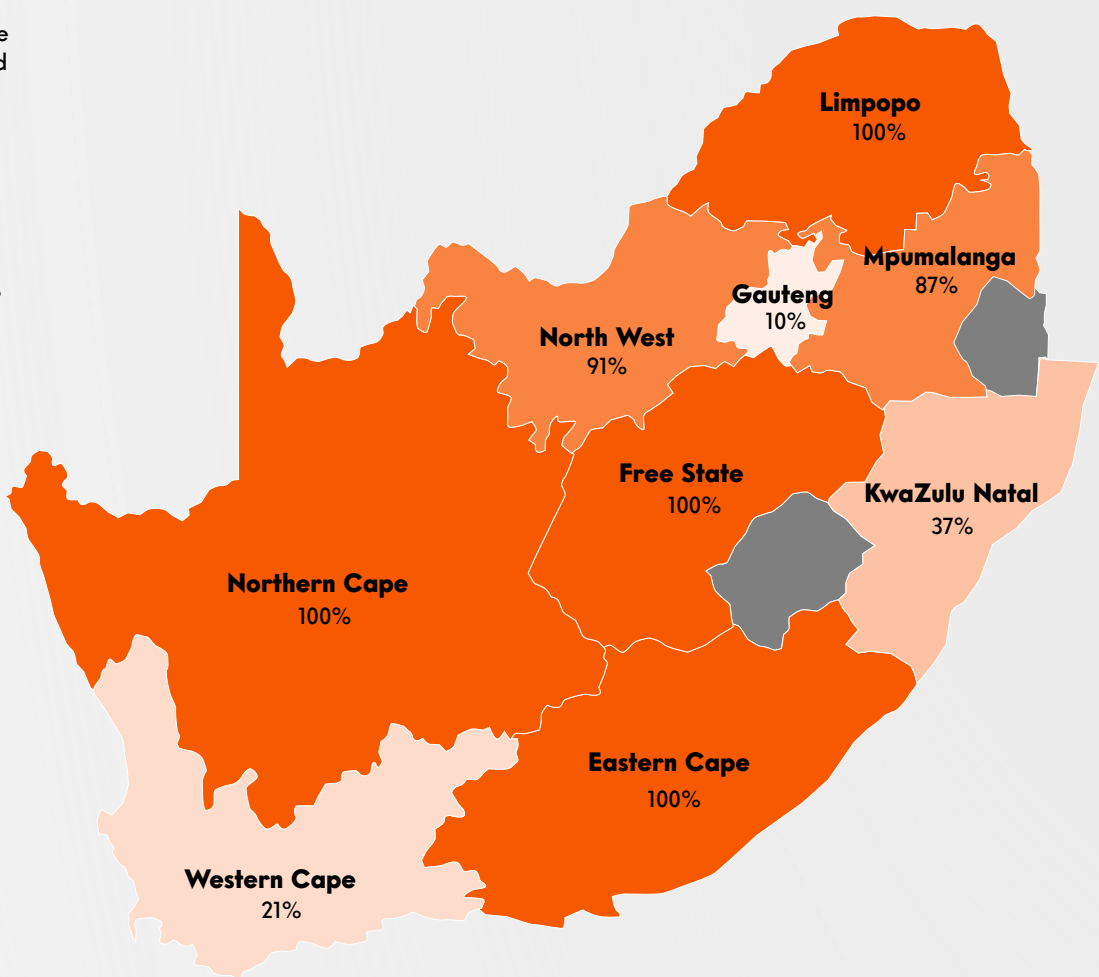 e
d
Limpopo
100%
Mpumalanga
87%
Gauteng
10%
North West
91%
Free State
100%
KwaZulu Natal
37%
Northern Cape
100%
Eastern Cape
100%
Western Cape
21%